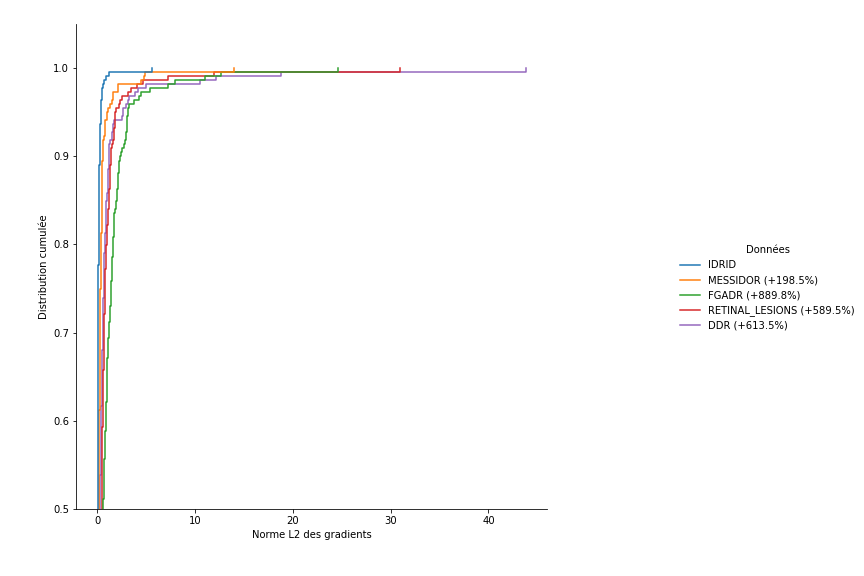 1.0
0.9
0.8
0.7
0.6
0.5
Distribution cumulée
0
10
20
30
40
Norme L2 des gradients
Données
IDRID
MESSIDOR (+198.5%)
FGADR (+889.8%)
RETINAL_LESIONS (+589.5%)
DDR (+613.5%)